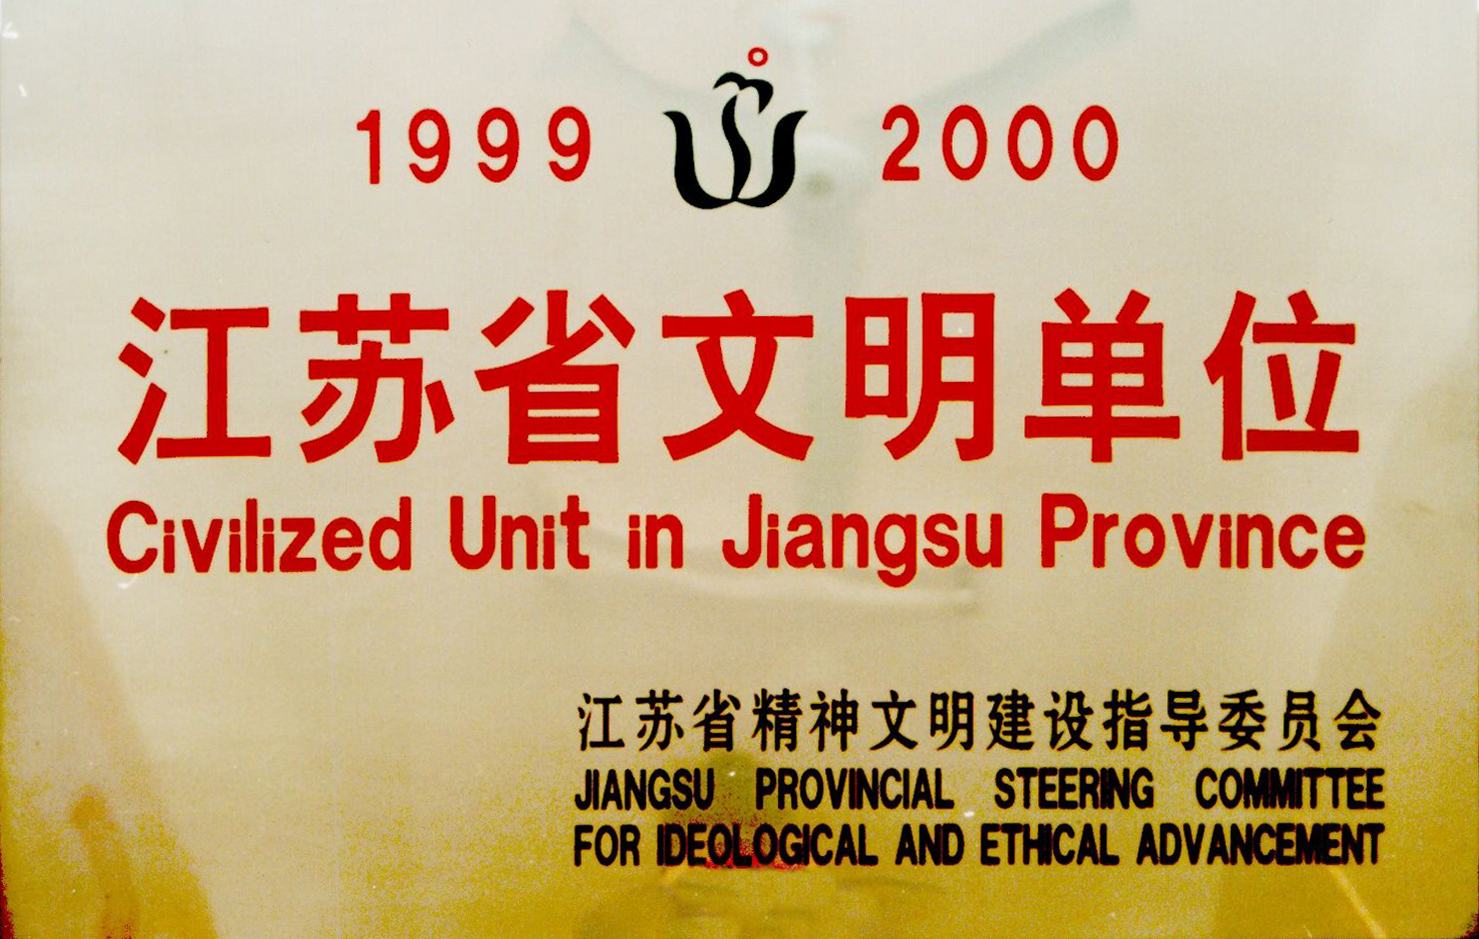 1999 2000
江苏省文明单位
Civilized Unit in Jiangsu Province
江苏省精神文明建设指导委员会
JIANGSU PROVINCIAL STEERING COMMITTEE
FOR IDEOLOGICAL AND ETHICAL ADVANCEMENT